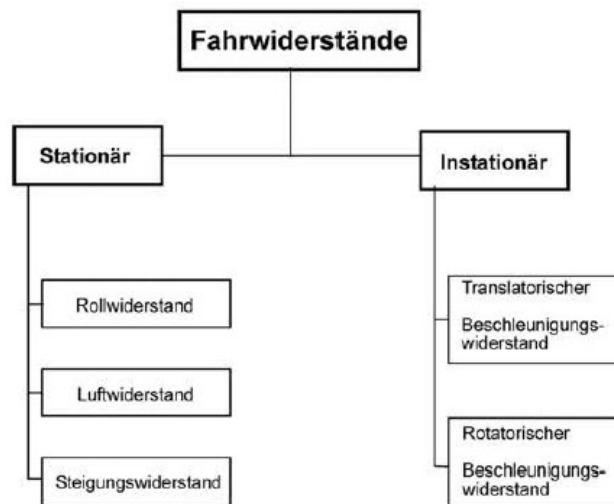 Fahrwiderstände
Stationär
Instationär
Rollwiderstand
Luftwiderstand
Steigungswiderstand
Translatorischer
Beschleunigungs-
widerstand
Rotatorischer
Beschleunigungs-
widerstand